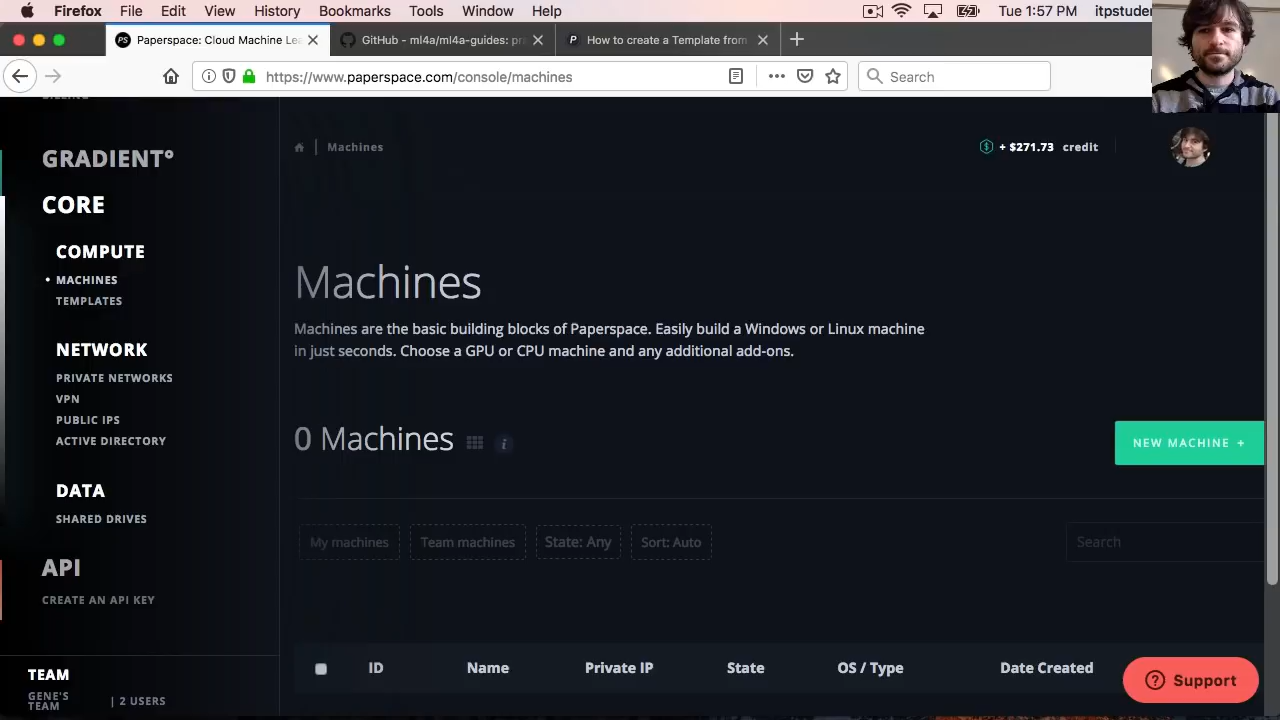 Firefox File Edit View History Bookmarks Tools Window Help Tue 1:57 PM itpstuder
PS Paperspace: Cloud Machine Lea GitHub - ml4a/ml4a-guides: pr P How to create a Template from
https://www.paperspace.com/console/machines Search
BILLING
GRADIENT°
CORE
COMPUTE
MACHINES
TEMPLATES
NETWORK
PRIVATE NETWORKS
VPN
PUBLIC IPS
ACTIVE DIRECTORY
DATA
SHARED DRIVES
API
CREATE AN API KEY
TEAM
GENE'S
TEAM
| 2 USERS
Machines
+ $271.73 credit
Machines
Machines are the basic building blocks of Paperspace. Easily build a Windows or Linux machine
in just seconds. Choose a GPU or CPU machine and any additional add-ons.
0 Machines i
NEW MACHINE +
My machines Team machines State: Any Sort: Auto Search
ID Name Private IP State OS / Type Date Created
Support